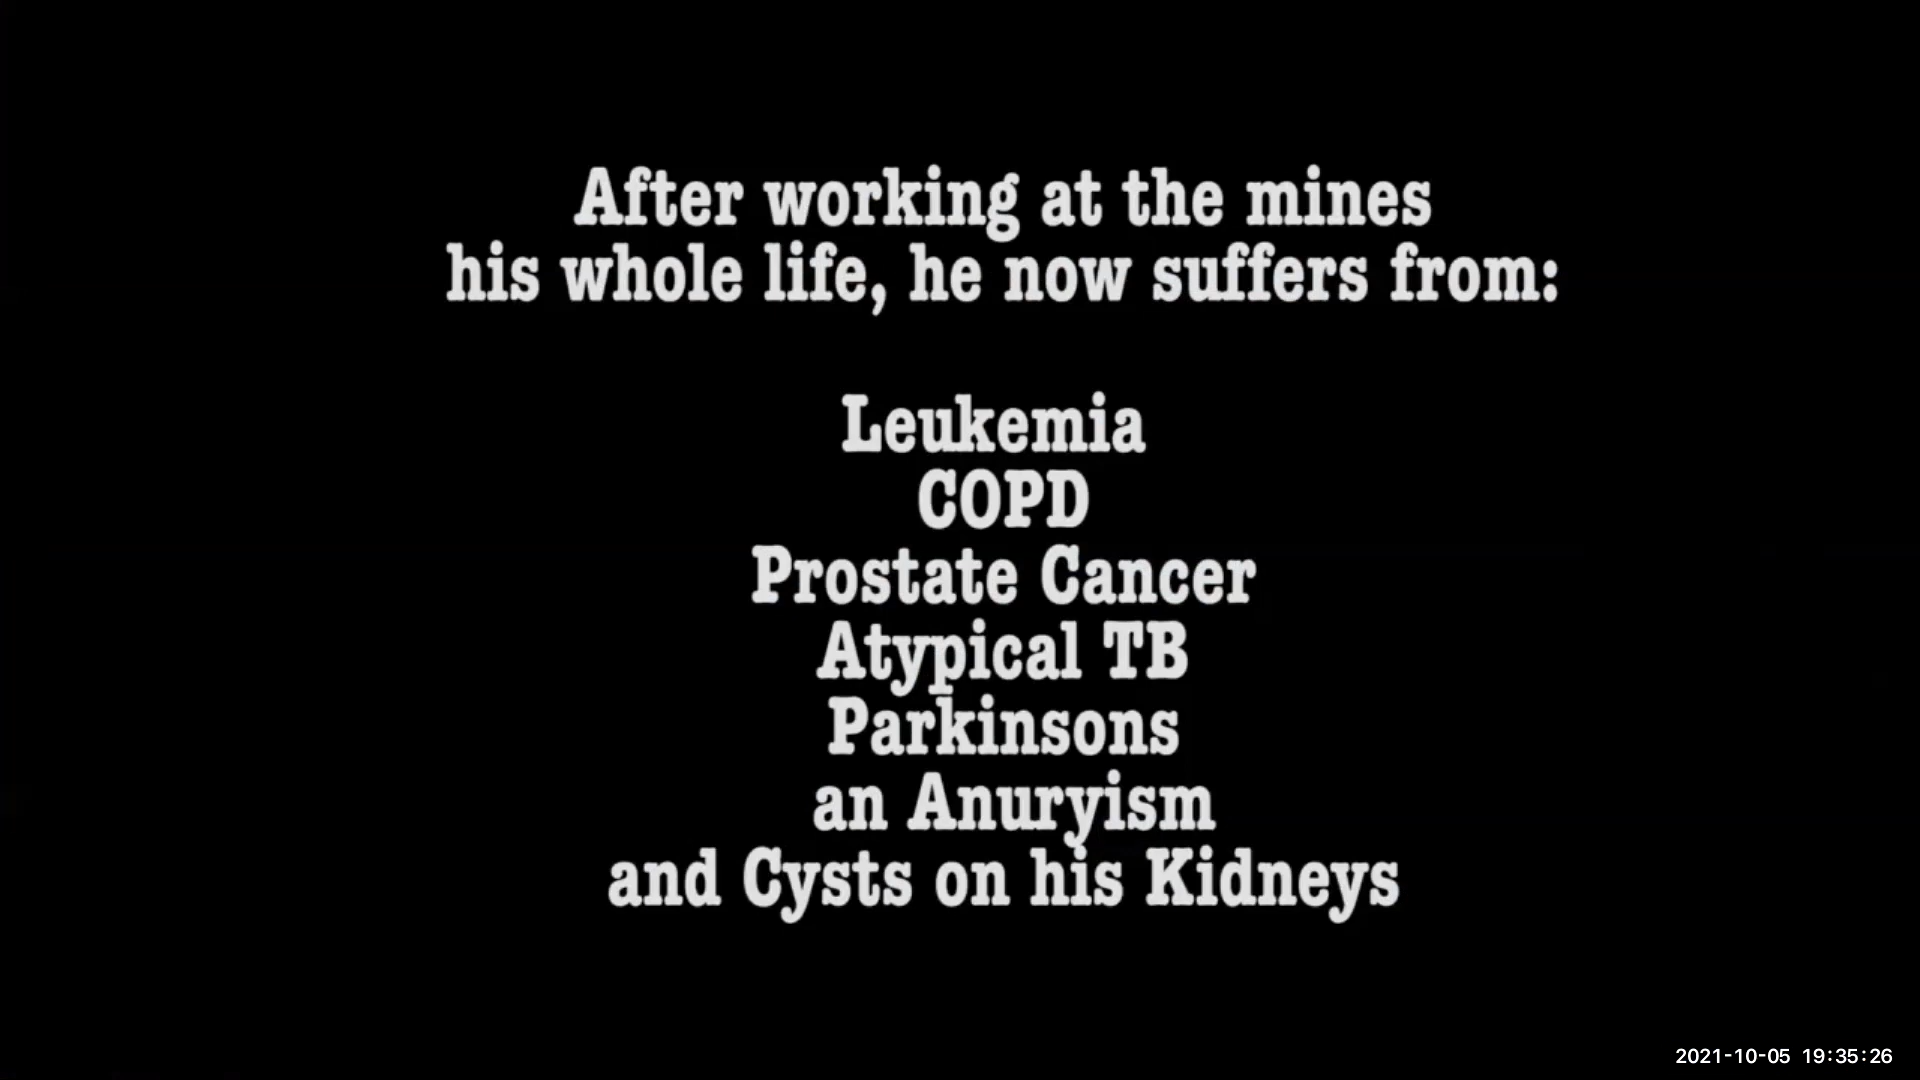 After working at the mines
his whole life, he now suffers from:
Leukemia
COPD
Prostate Cancer
Atypical TB
Parkinsons
an Anuryism
and Cysts on his Kidneys
2021-10-05 19:35:26